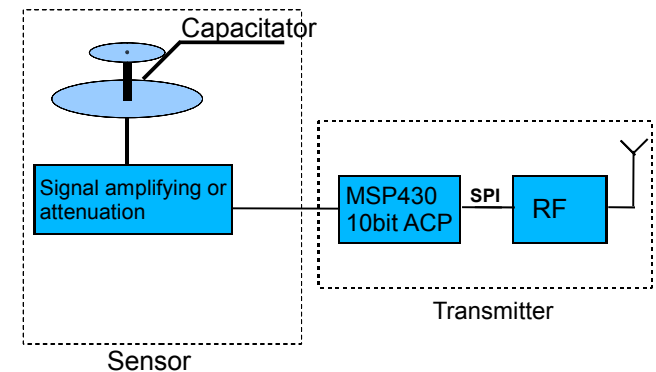 Capacitator
Signal amplifying or
attenuation
MSP430
10bit ACP
SPI
RF
Transmitter
Sensor